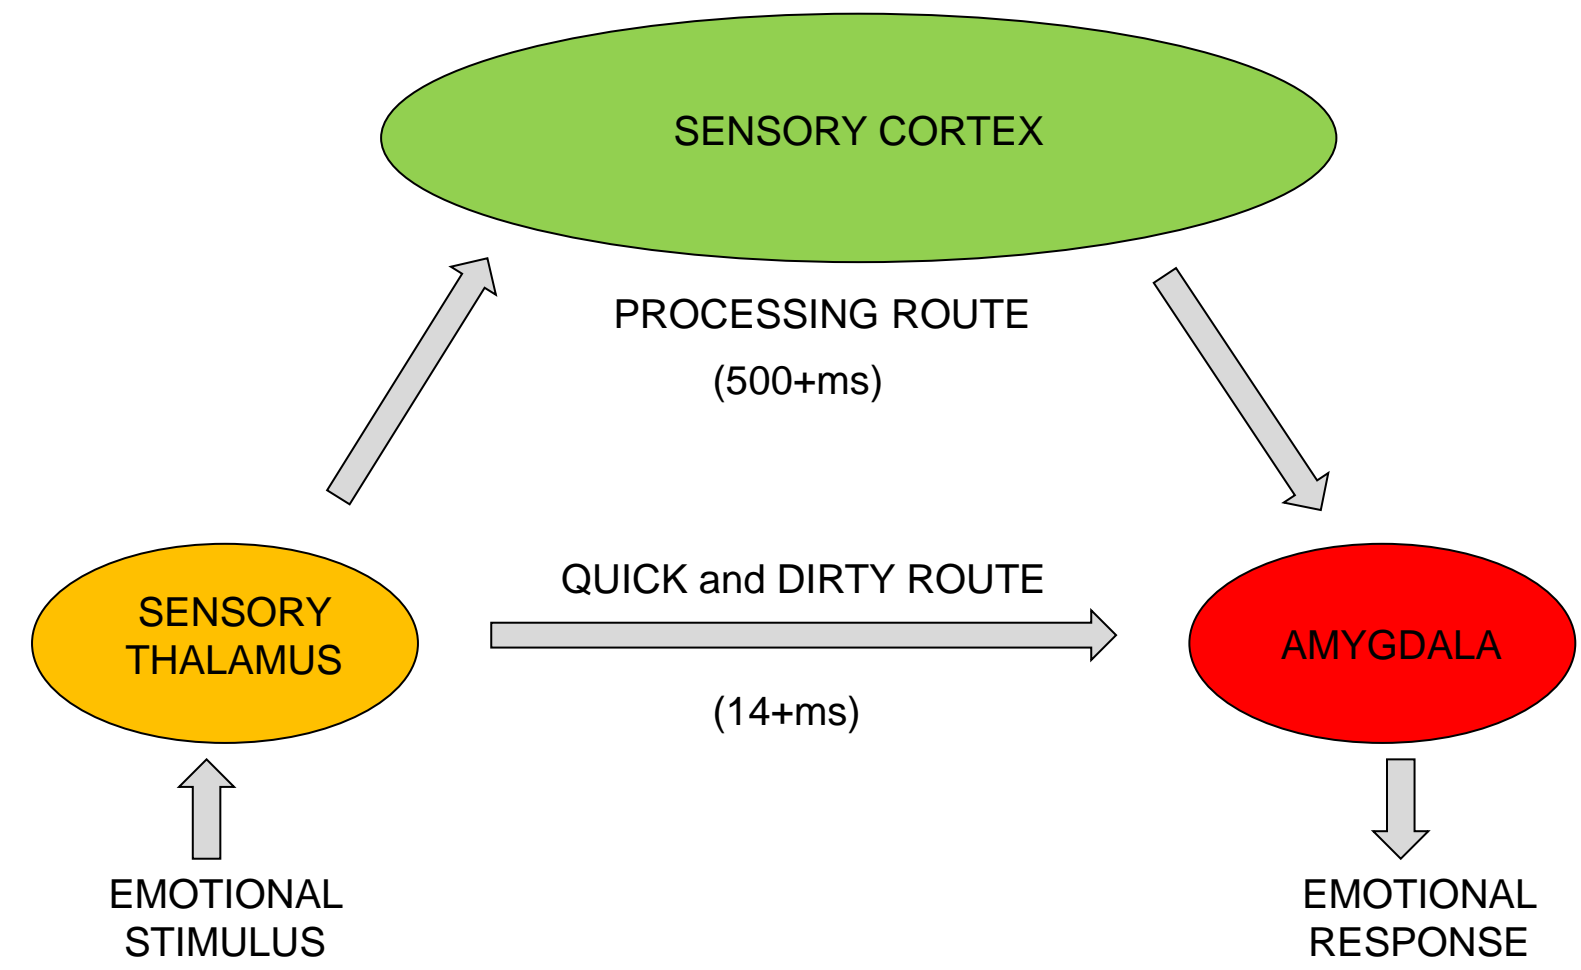 SENSORY CORTEX
PROCESSING ROUTE
(500+ms)
QUICK and DIRTY ROUTE
SENSORY
THALAMUS
AMYGDALA
(14+ms)
EMOTIONAL
STIMULUS
EMOTIONAL
RESPONSE